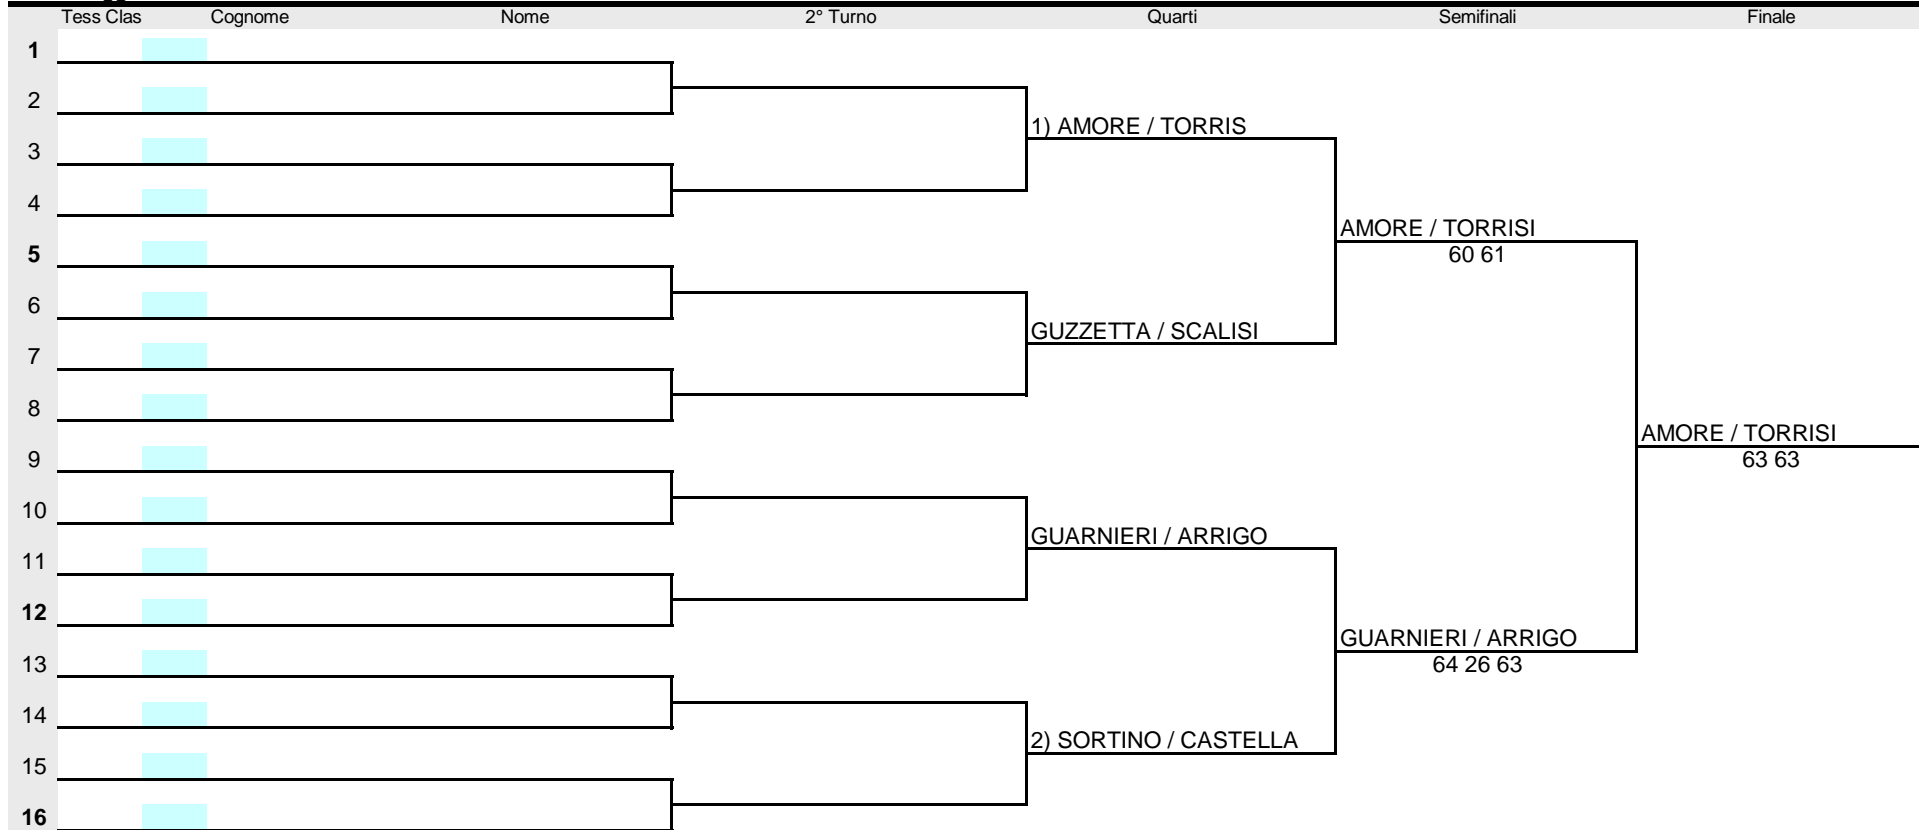 Tess Clas Cognome Nome 2° Turno Quarti Semifinali Finale
1
2
1) AMORE / TORRIS
3
4
AMORE / TORRISI
5
60 61
6
GUZZETTA / SCALISI
7
8
AMORE / TORRISI
9
63 63
10
GUARNIERI / ARRIGO
11
12
GUARNIERI / ARRIGO
13
64 26 63
14
2) SORTINO / CASTELLA
15
16